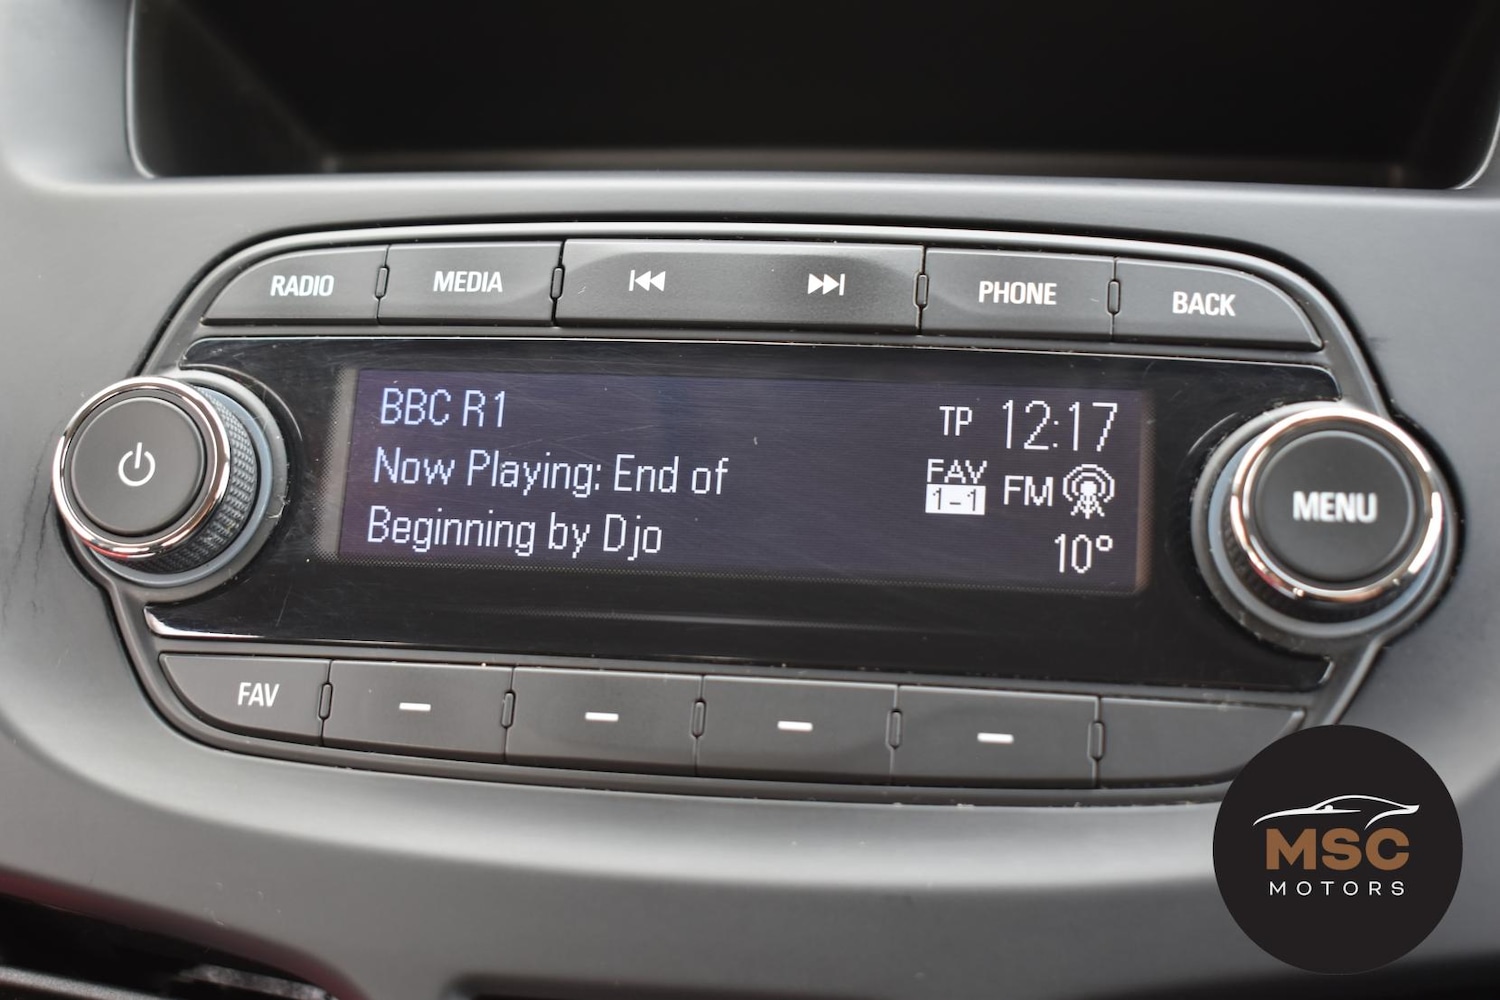 RADIO MEDIA PHONE BACK
BBC R1
TP 12:17
Now Playing: End of
FAV
1-1 FM
Beginning by Djo
10°
MENU
FAV
MSC
MOTORS